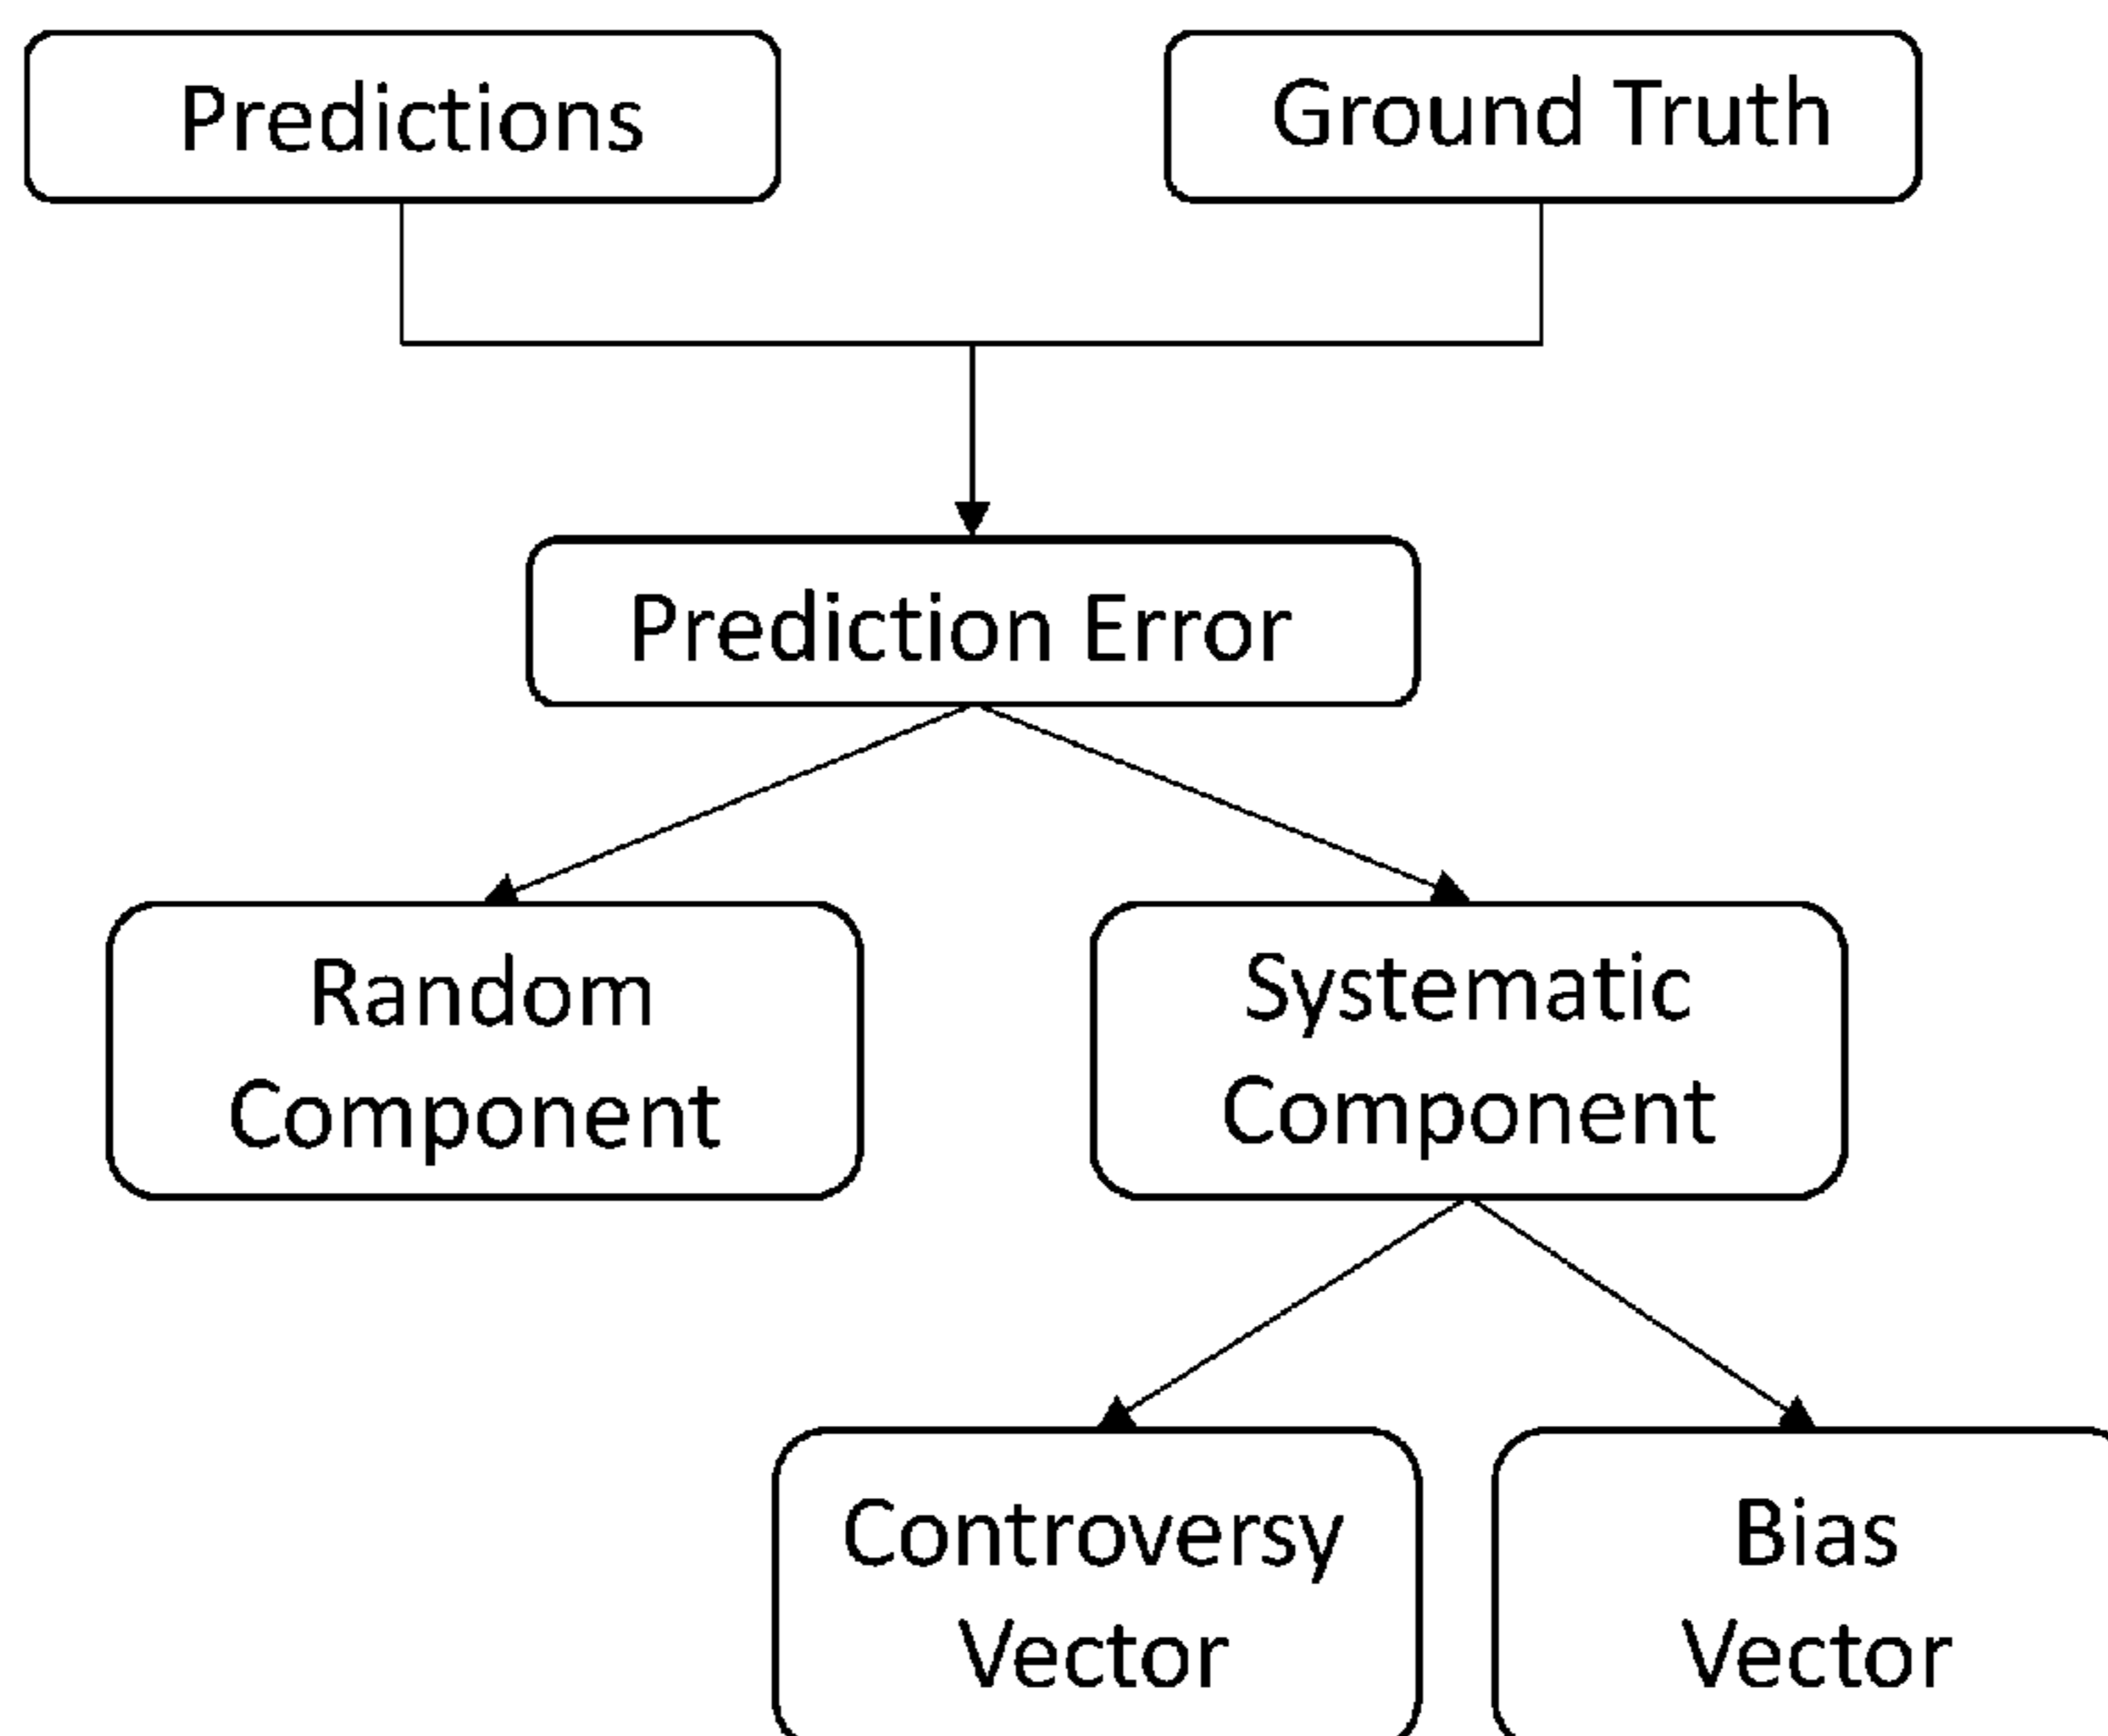 Predictions
Ground Truth
Prediction Error
Random
Component
Systematic
Component
Controversy
Vector
Bias
Vector